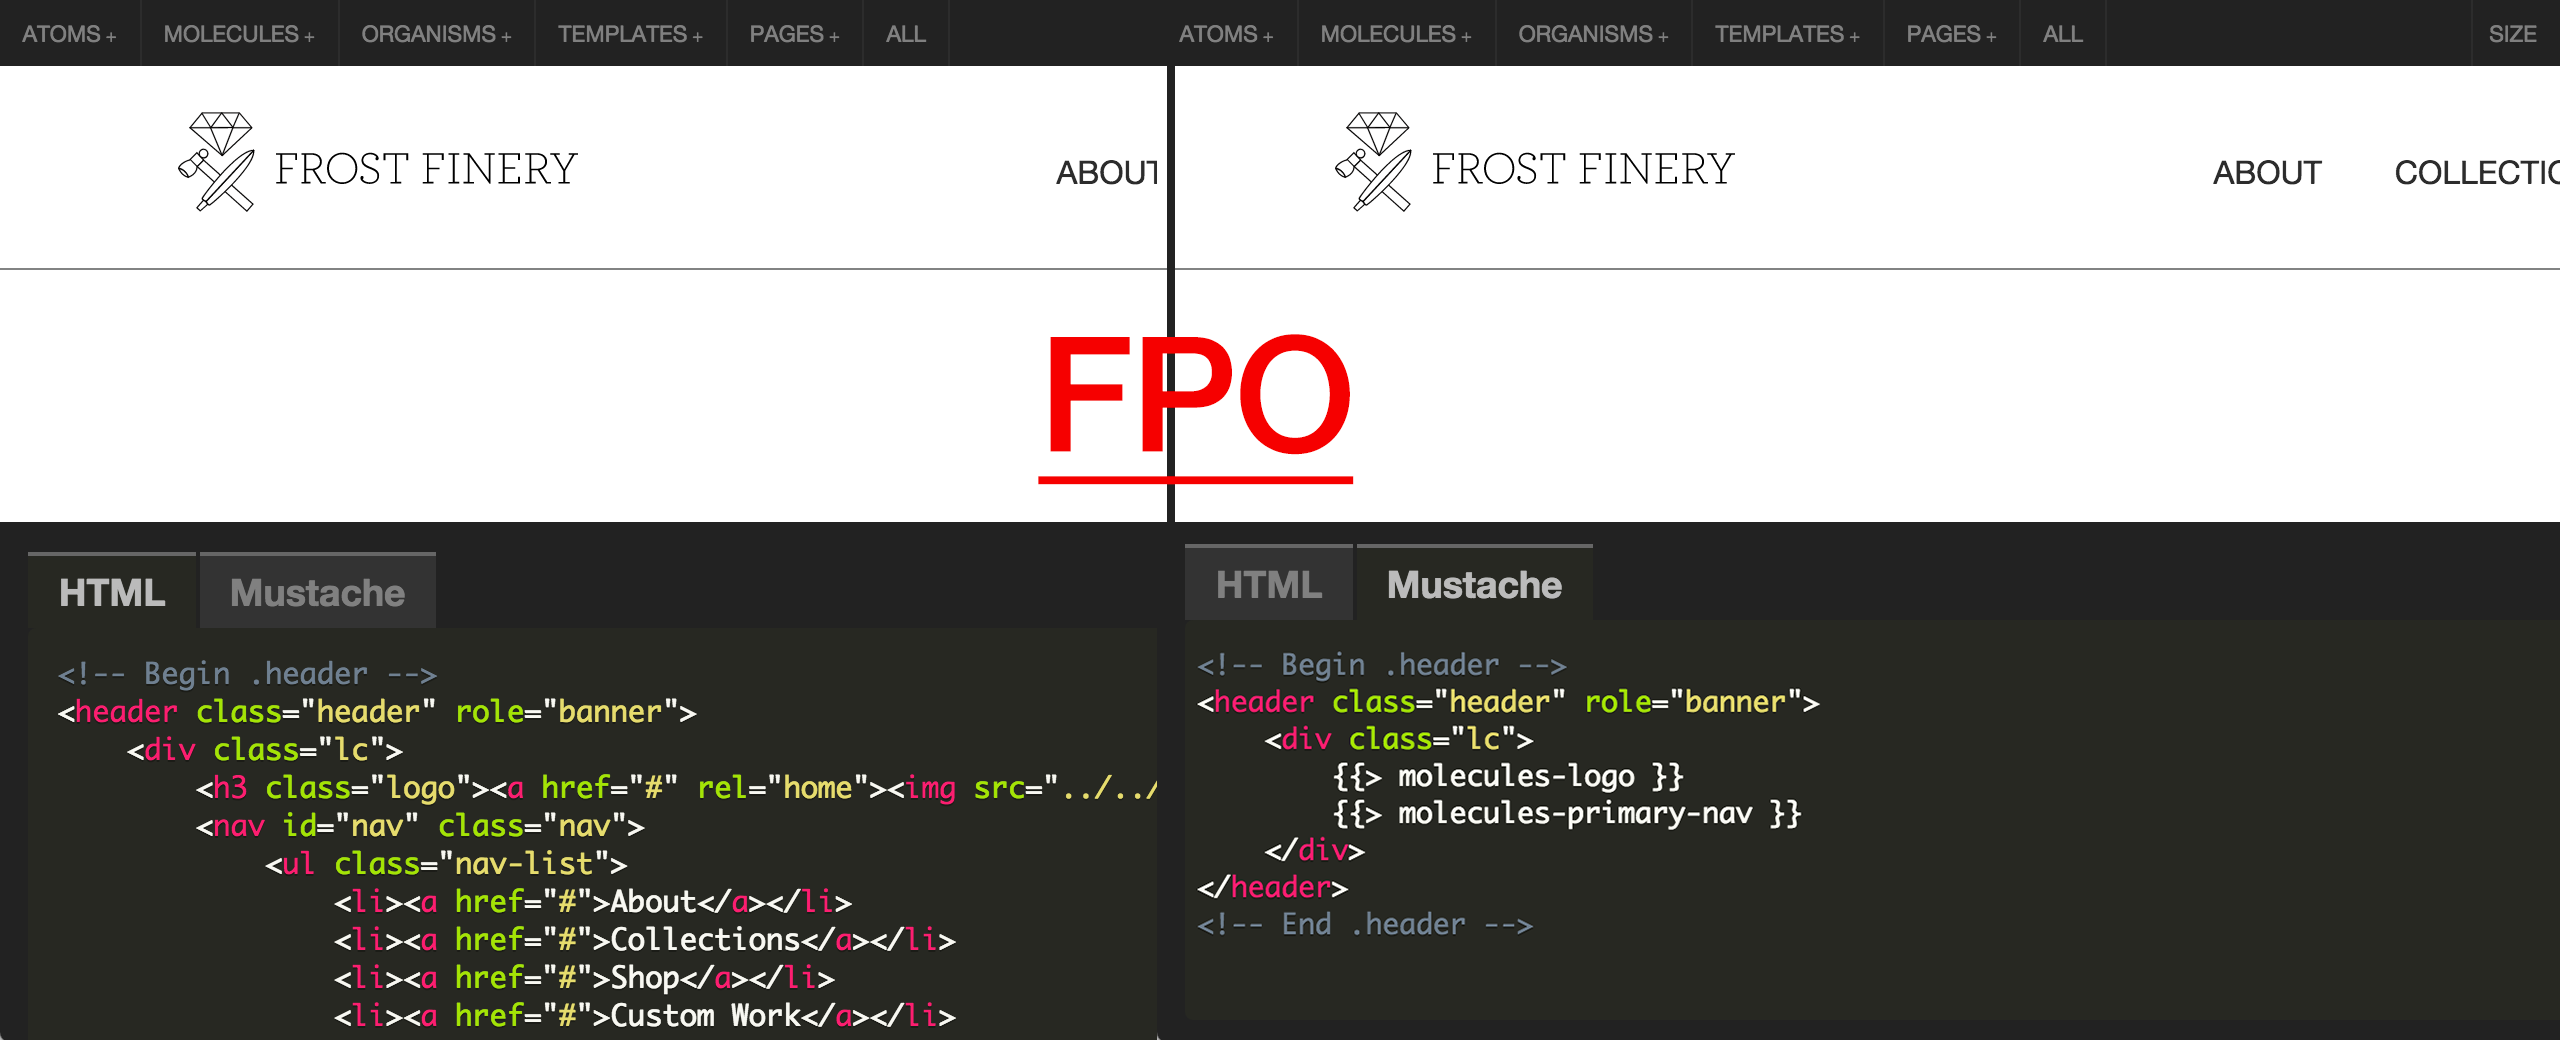 ATOMS + MOLECULES + ORGANISMS + TEMPLATES + PAGES + ALL
FROST FINERY ABOUT
HTML Mustache
<!-- Begin .header -->
<header class="header" role="banner">
<div class="lc">
<h3 class="logo"><a href="#" rel="home"><img src="../../
<nav id="nav" class="nav">
<ul class="nav-list">
<li><a href="#">About</a></li>
<li><a href="#">Collections</a></li>
<li><a href="#">Shop</a></li>
<li><a href="#">Custom Work</a></li>
FPO
ATOMS + MOLECULES + ORGANISMS + TEMPLATES + PAGES + ALL SIZE
FROST FINERY ABOUT COLLECTIO
HTML Mustache
<!-- Begin .header -->
<header class="header" role="banner">
<div class="lc">
{{> molecules-logo }}
{{> molecules-primary-nav }}
</div>
</header>
<!-- End .header -->